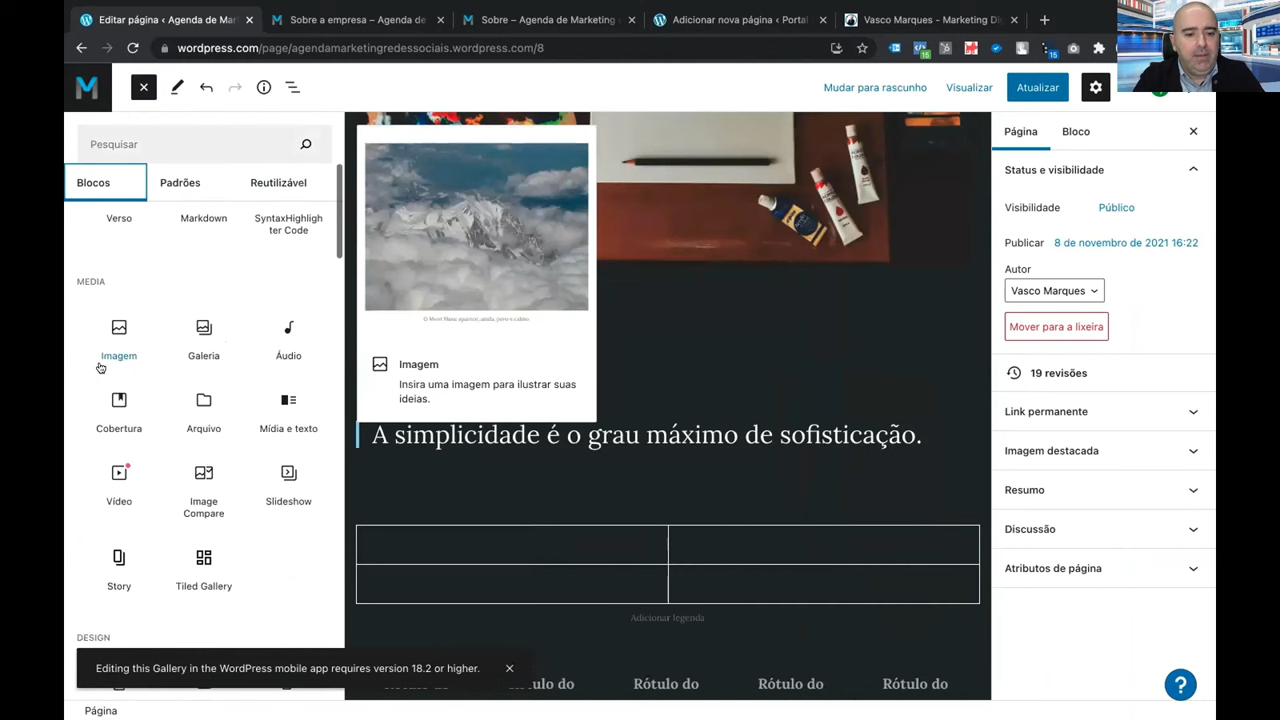 Editar página ‹ Agenda de Mar
Sobre a empresa – Agenda de
Sobre – Agenda de Marketing
Adicionar nova página ‹ Portal
Vasco Marques - Marketing Di
wordpress.com/page/agendamarketingredessociais.wordpress.com/8
15
15
Mudar para rascunho
Visualizar
Atualizar
Pesquisar
Blocos
Padrões
Reutilizável
Verso
Markdown
SyntaxHighligh
ter Code
MEDIA
Imagem
Galeria
Áudio
Cobertura
Arquivo
Mídia e texto
Vídeo
Image
Compare
Slideshow
Story
Tiled Gallery
DESIGN
Editing this Gallery in the WordPress mobile app requires version 18.2 or higher.
Página
Imagem
Insira uma imagem para ilustrar suas
ideias.
A simplicidade é o grau máximo de sofisticação.
Adicionar legenda
Rótulo do
Rótulo do
Rótulo do
Página
Bloco
Status e visibilidade
Visibilidade
Público
Publicar
8 de novembro de 2021 16:22
Autor
Vasco Marques
Mover para a lixeira
19 revisões
Link permanente
Imagem destacada
Resumo
Discussão
Atributos de página